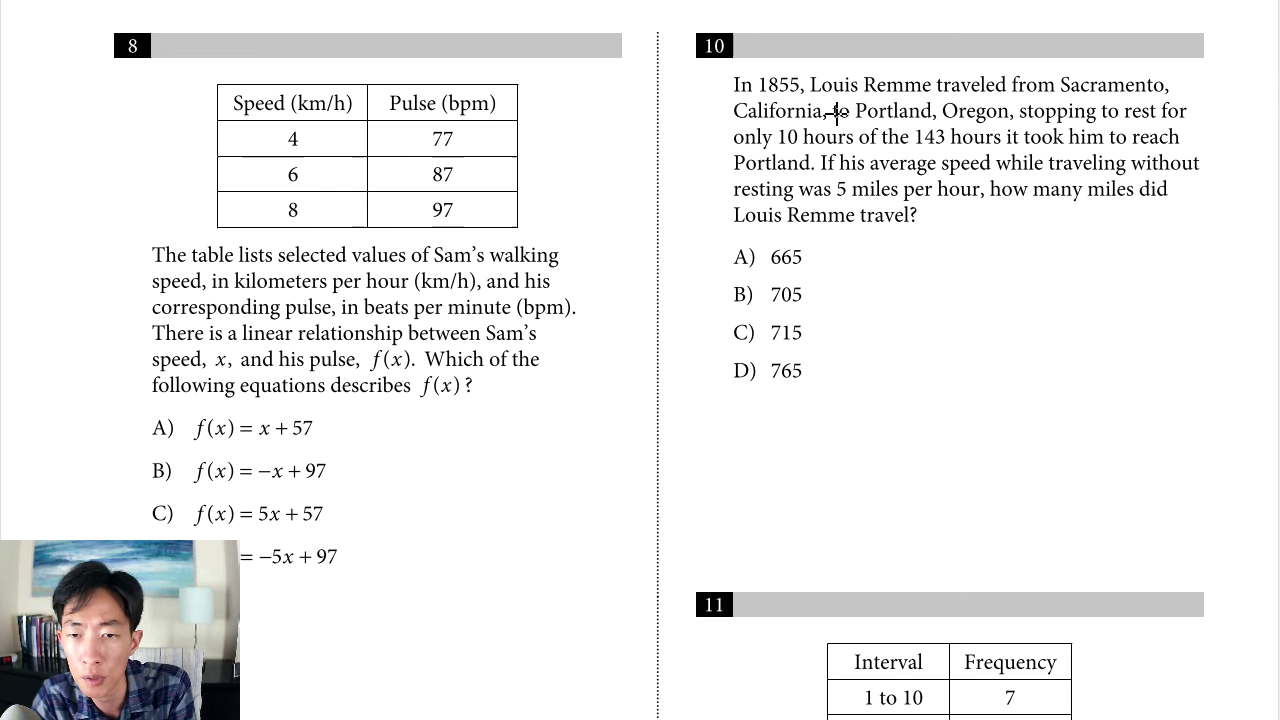 8
Speed (km/h) Pulse (bpm)
4 77
6 87
8 97
The table lists selected values of Sam’s walking
speed, in kilometers per hour (km/h), and his
corresponding pulse, in beats per minute (bpm).
There is a linear relationship between Sam’s
speed, x, and his pulse, f(x). Which of the
following equations describes f(x) ?
A) f(x) = x + 57
B) f(x) = −x + 97
C) f(x) = 5x + 57
= −5x + 97
10
In 1855, Louis Remme traveled from Sacramento,
California, to Portland, Oregon, stopping to rest for
only 10 hours of the 143 hours it took him to reach
Portland. If his average speed while traveling without
resting was 5 miles per hour, how many miles did
Louis Remme travel?
A) 665
B) 705
C) 715
D) 765
11
Interval Frequency
1 to 10 7